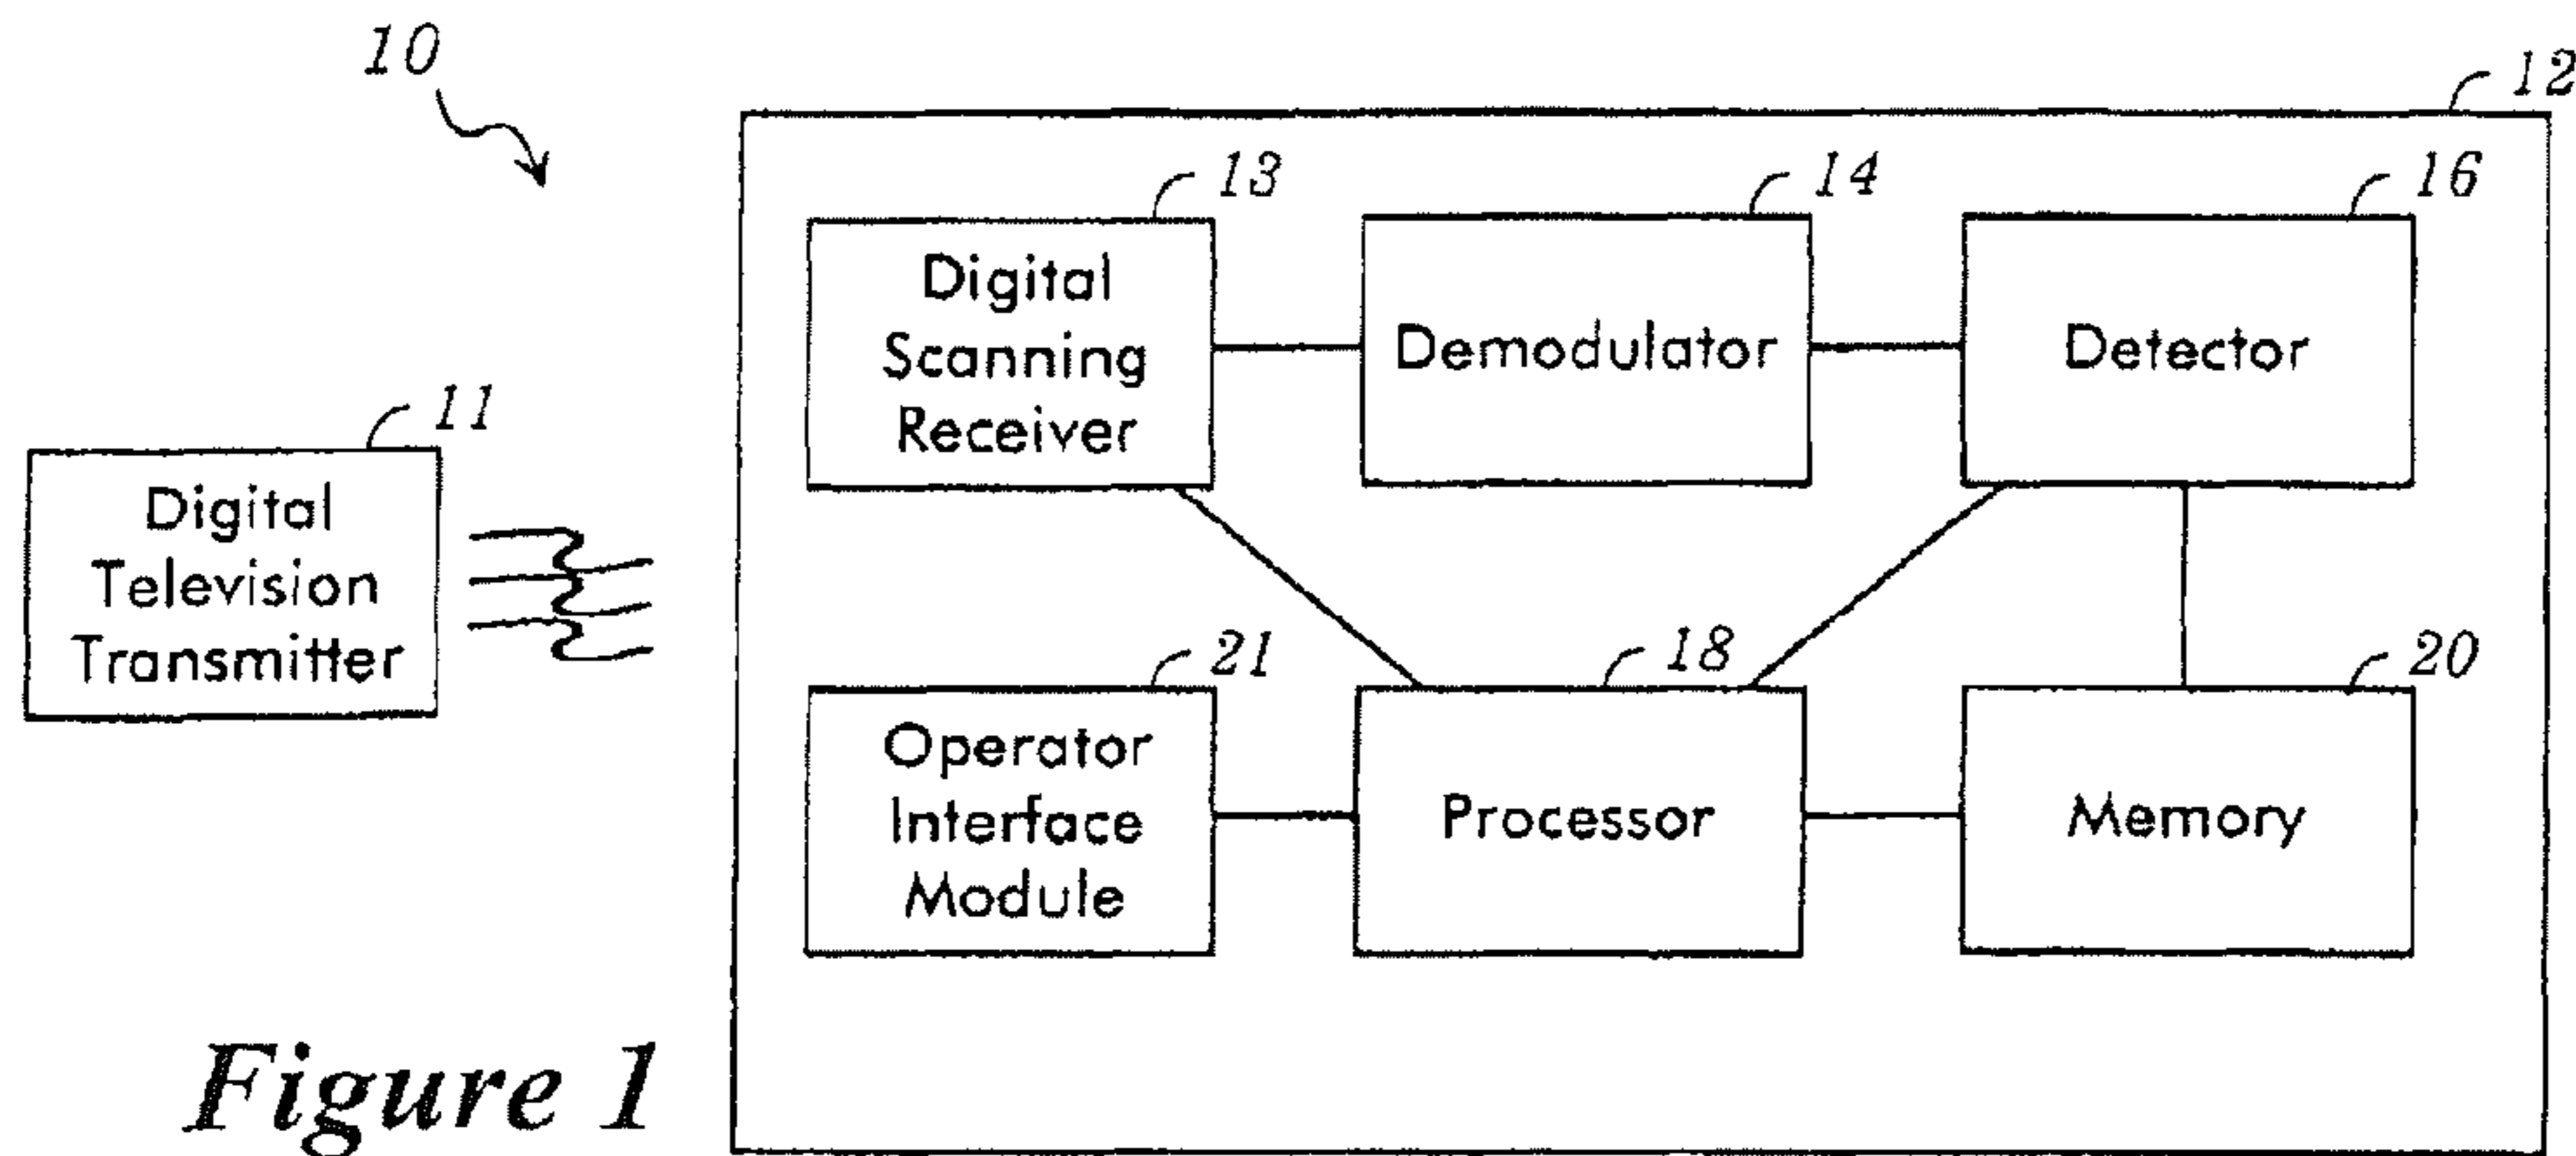 10
12
13
14
16
Digital
Scanning
Receiver
Demodulator
Detector
11
Digital
Television
Transmitter
21
18
20
Operator
Interface
Module
Processor
Memory
Figure 1